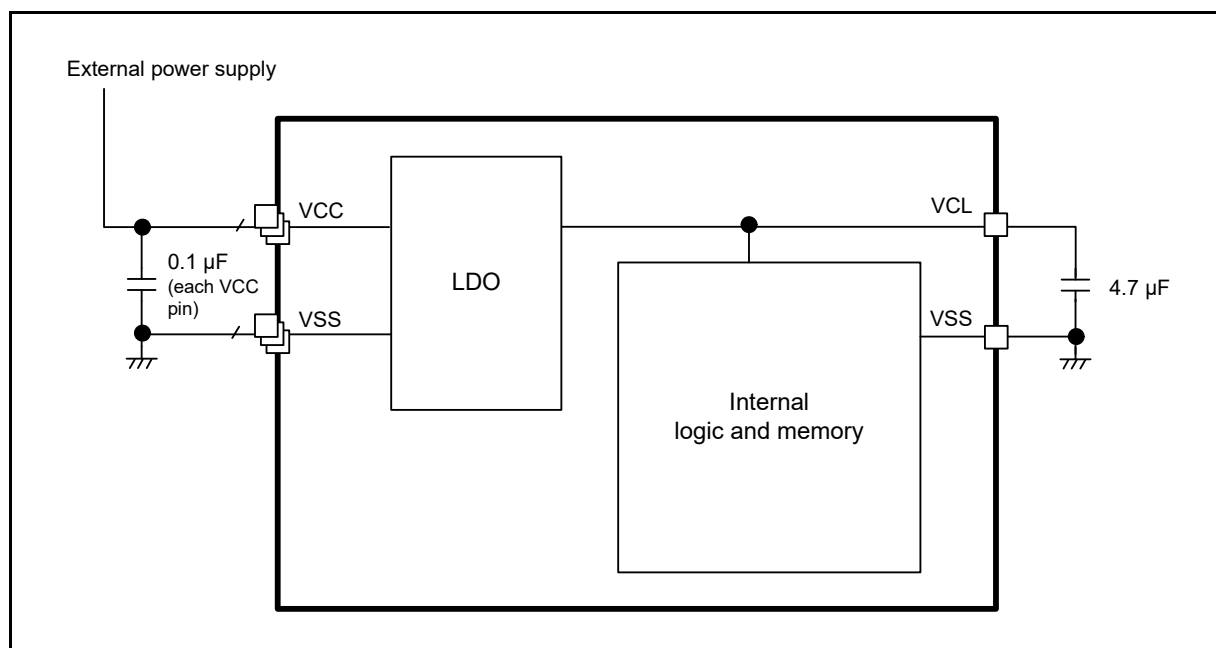 External power supply
VCC
VCL
0.1 µF
(each VCC
pin)
LDO
4.7 µF
VSS
VSS
Internal
logic and memory